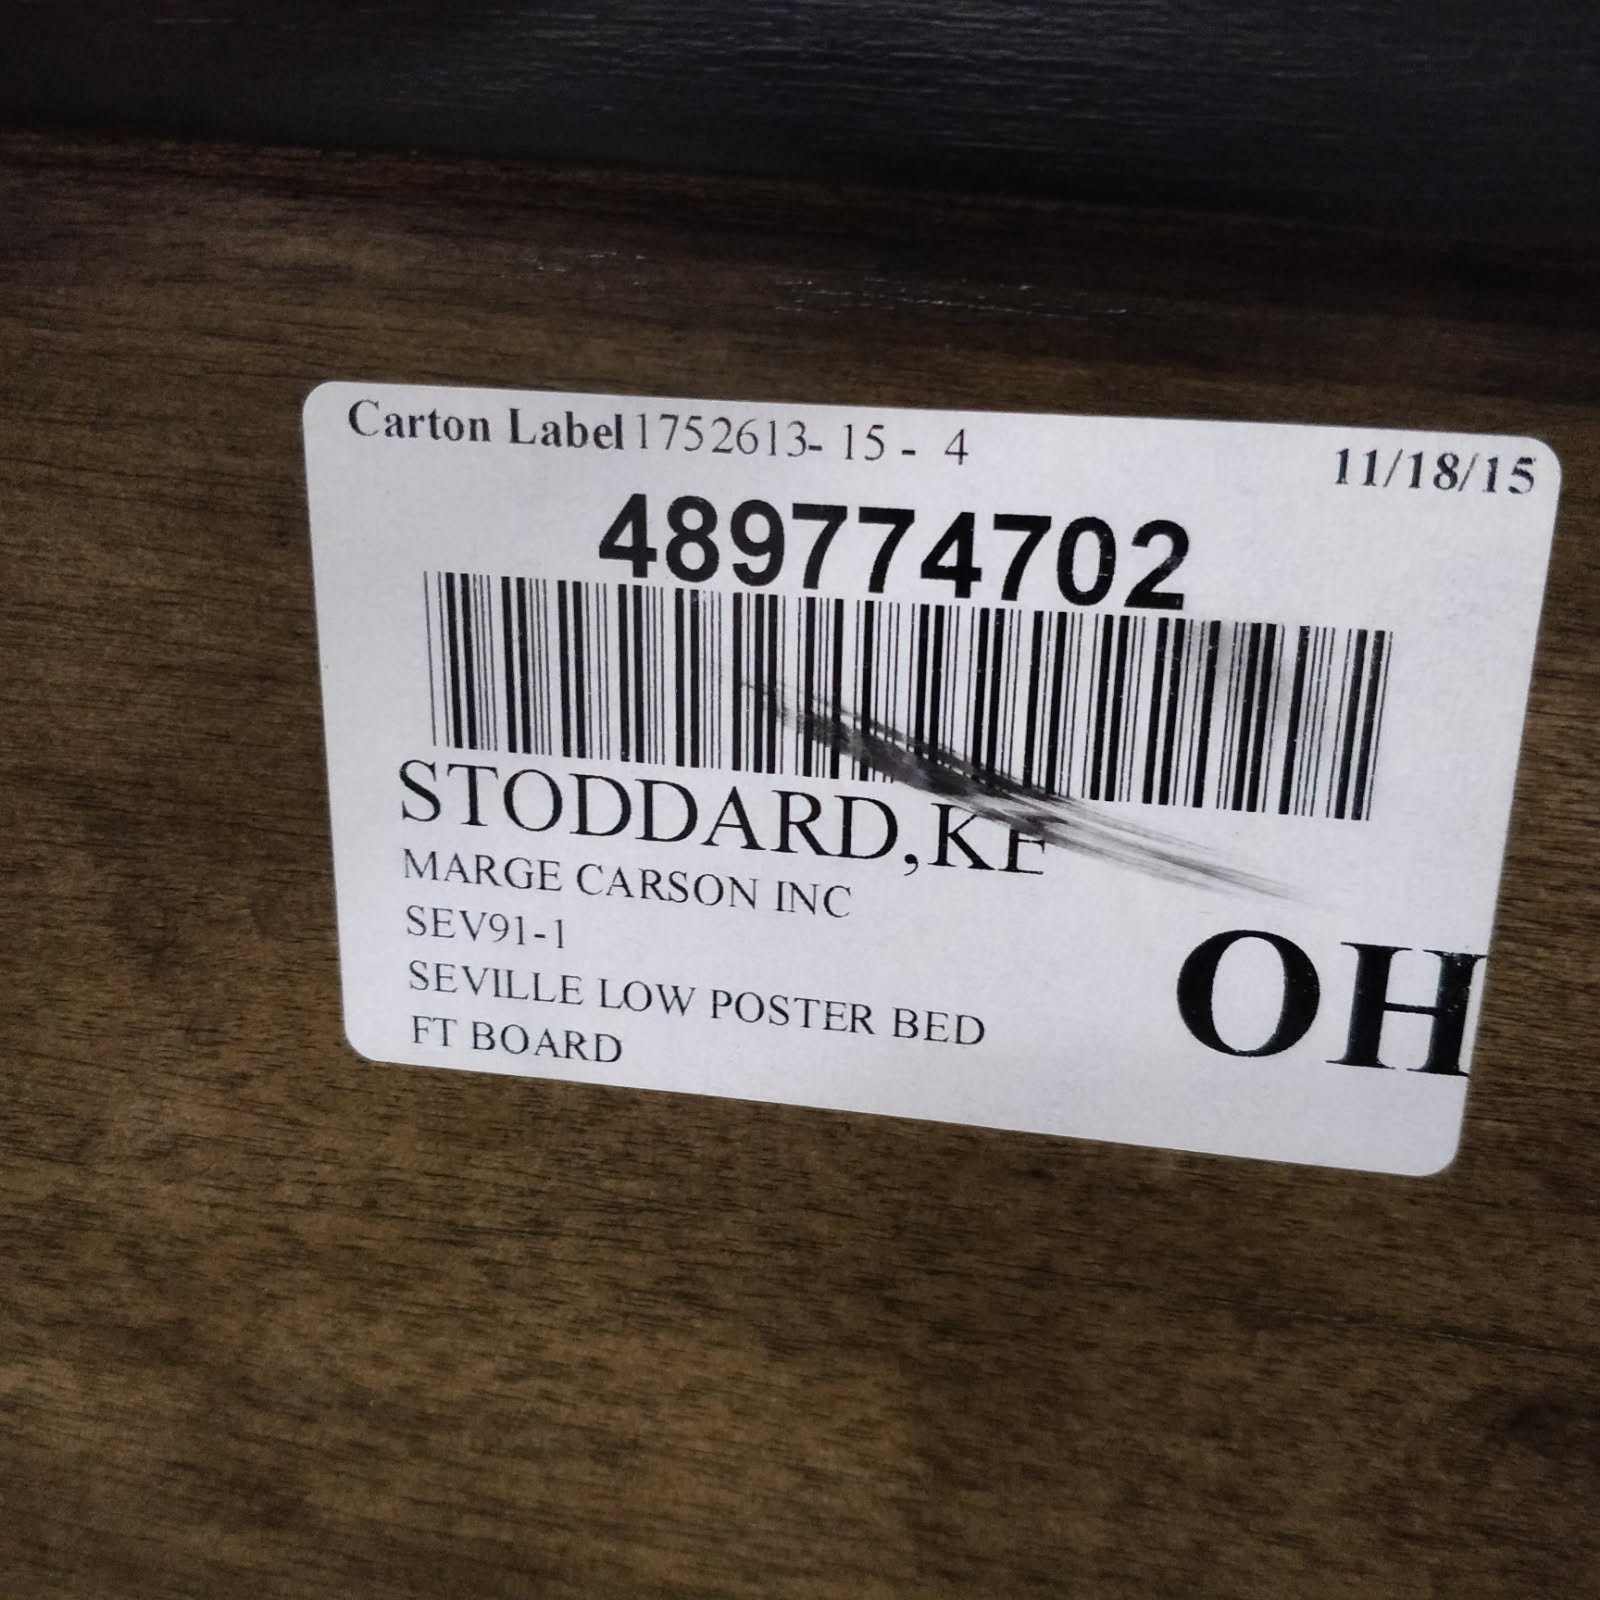 Carton Label 1752613- 15 - 4
11/18/15
489774702
STODDARD,KE
MARGE CARSON INC
SEV91-1
SEVILLE LOW POSTER BED
FT BOARD
OH